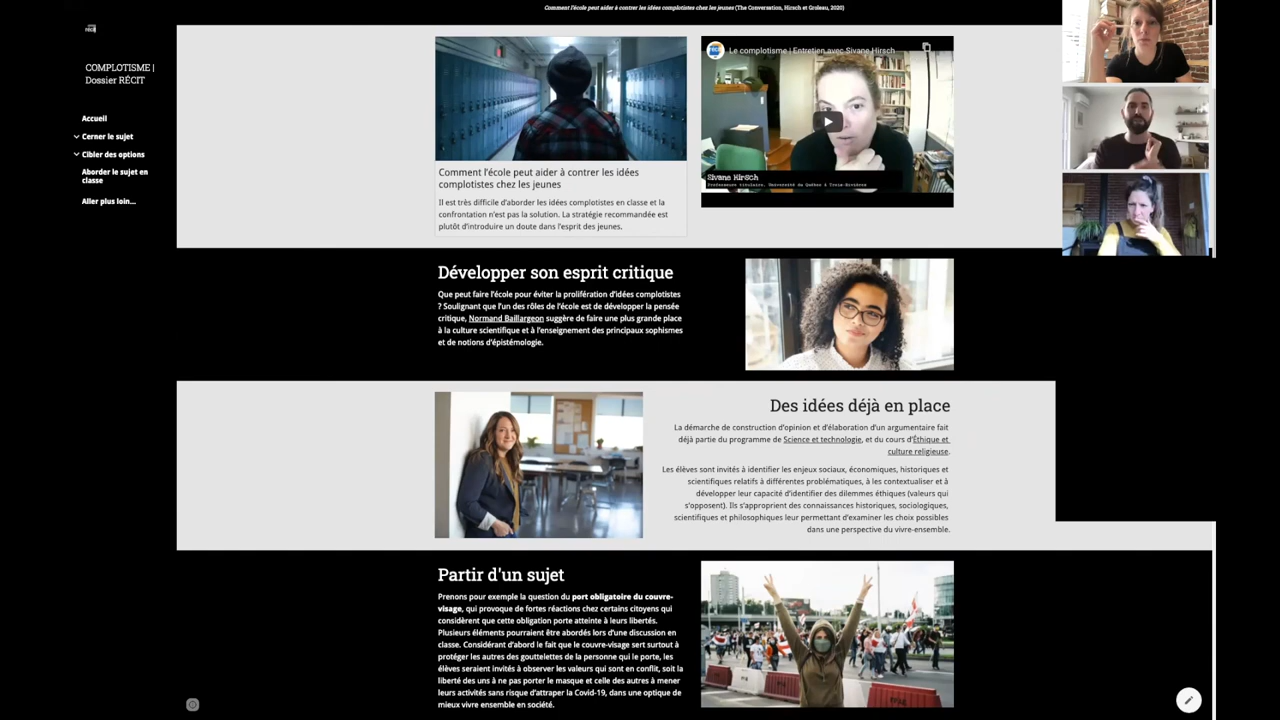 Comment l'école peut aider à contrer les idées complotistes chez les jeunes (The Conversation, Hirsch et Groleau, 2020)
RÉCIT
COMPLOTISME |
Dossier RÉCIT
Accueil
Cerner le sujet
Cibler des options
Aborder le sujet en
classe
Aller plus loin...
Comment l'école peut aider à contrer les idées
complotistes chez les jeunes
Il est très difficile d'aborder les idées complotistes en classe et la
confrontation n'est pas la solution. La stratégie recommandée est
plutôt d'introduire un doute dans l'esprit des jeunes.
Le complotisme | Entretien avec Sivane Hirsch
Sivane Hirsch
Professeure titulaire, Université du Québec à Trois-Rivières
Développer son esprit critique
Que peut faire l'école pour éviter la prolifération d'idées complotistes
? Soulignant que l'un des rôles de l'école est de développer la pensée
critique, Normand Baillargeon suggère de faire une plus grande place
à la culture scientifique et à l'enseignement des principaux sophismes
et de notions d'épistémologie.
Des idées déjà en place
La démarche de construction d'opinion et d'élaboration d'un argumentaire fait
déjà partie du programme de Science et technologie, et du cours d'Éthique et
culture religieuse.
Les élèves sont invités à identifier les enjeux sociaux, économiques, historiques et
scientifiques relatifs à différentes problématiques, à les contextualiser et à
développer leur capacité d'identifier des dilemmes éthiques (valeurs qui
s'opposent). Ils s'approprient des connaissances historiques, sociologiques,
scientifiques et philosophiques leur permettant d'examiner les choix possibles
dans une perspective du vivre-ensemble.
Partir d'un sujet
Prenons pour exemple la question du port obligatoire du couvre-
visage, qui provoque de fortes réactions chez certains citoyens qui
considèrent que cette obligation porte atteinte à leurs libertés.
Plusieurs éléments pourraient être abordés lors d'une discussion en
classe. Considérant d'abord le fait que le couvre-visage sert surtout à
protéger les autres des gouttelettes de la personne qui le porte, les
élèves seraient invités à observer les valeurs qui sont en conflit, soit la
liberté des uns à ne pas porter le masque et celle des autres à mener
leurs activités sans risque d'attraper la Covid-19, dans une optique de
mieux vivre ensemble en société.